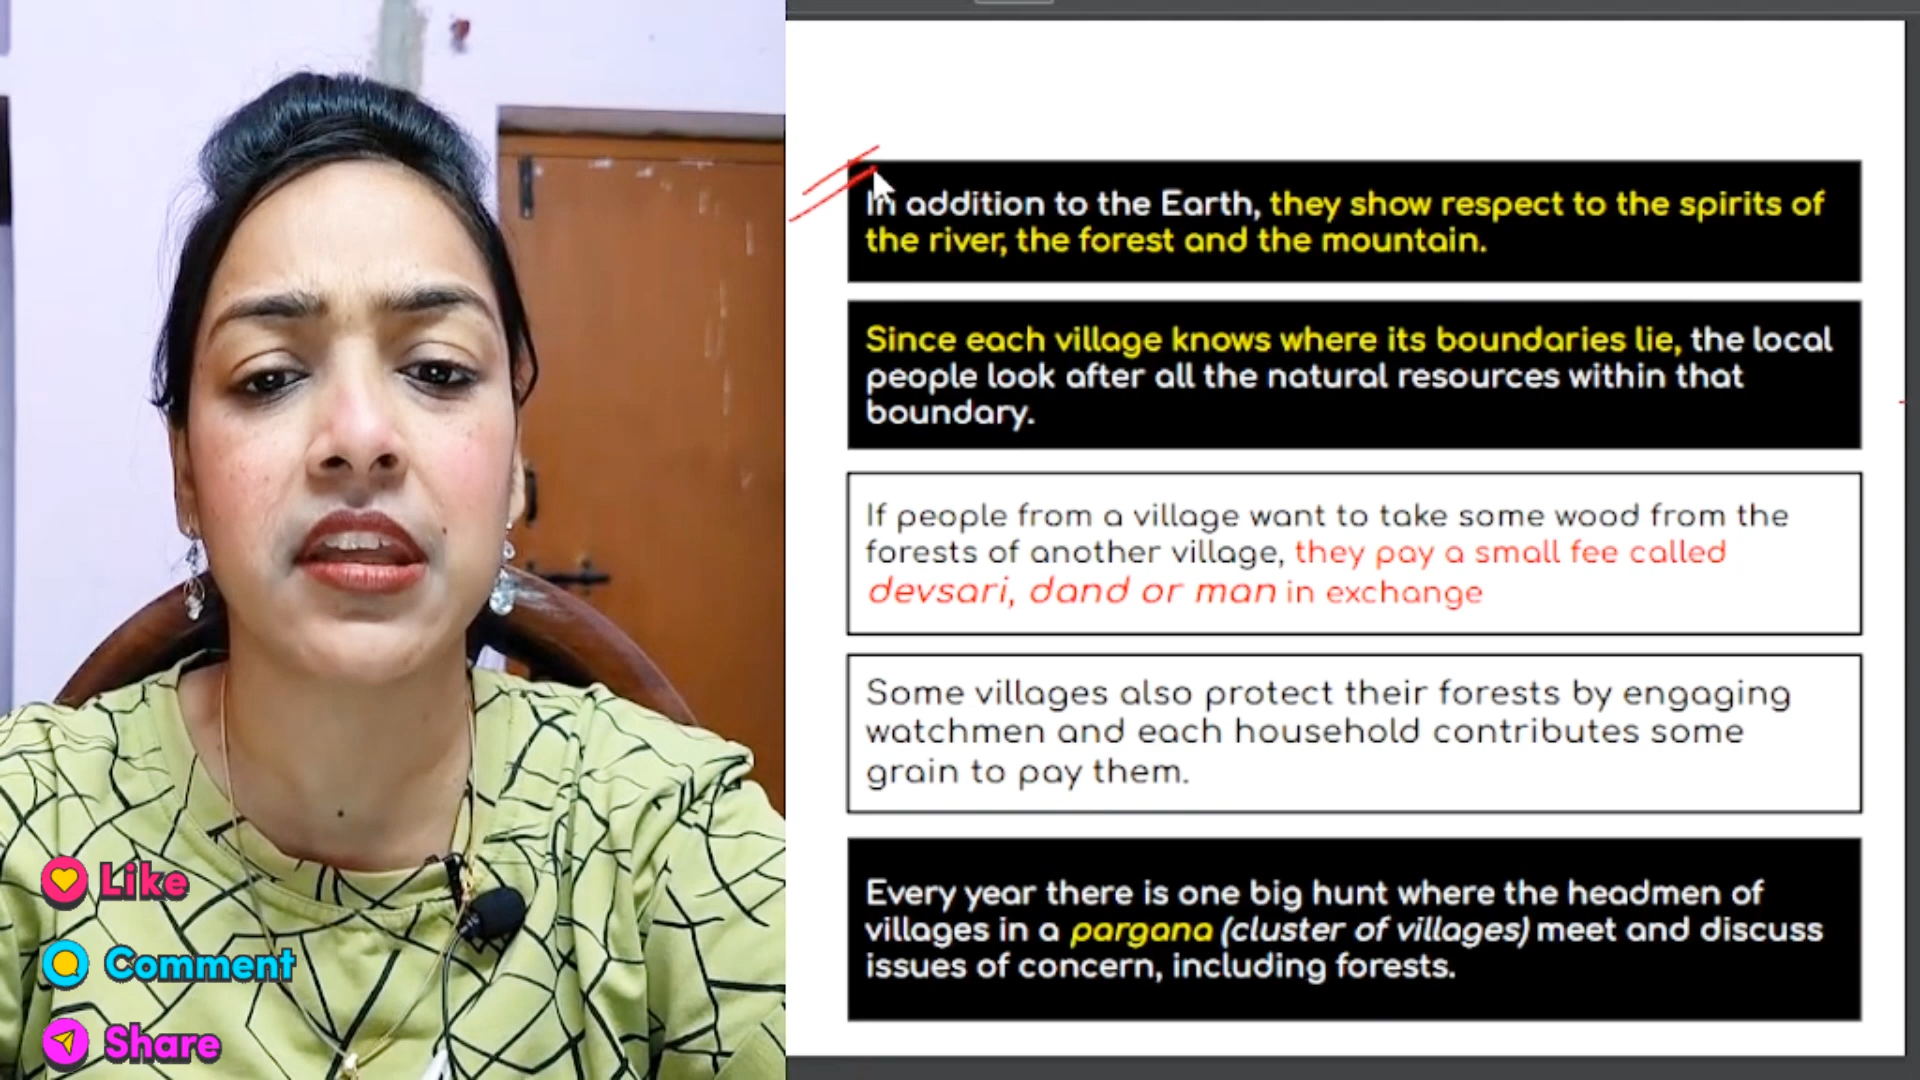 In addition to the Earth, they show respect to the spirits of
the river, the forest and the mountain.
Since each village knows where its boundaries lie, the local
people look after all the natural resources within that
boundary.
If people from a village want to take some wood from the
forests of another village, they pay a small fee called
devsari, dand or man in exchange
Some villages also protect their forests by engaging
watchmen and each household contributes some
grain to pay them.
Every year there is one big hunt where the headmen of
villages in a pargana (cluster of villages) meet and discuss
issues of concern, including forests.
Like
Comment
Share